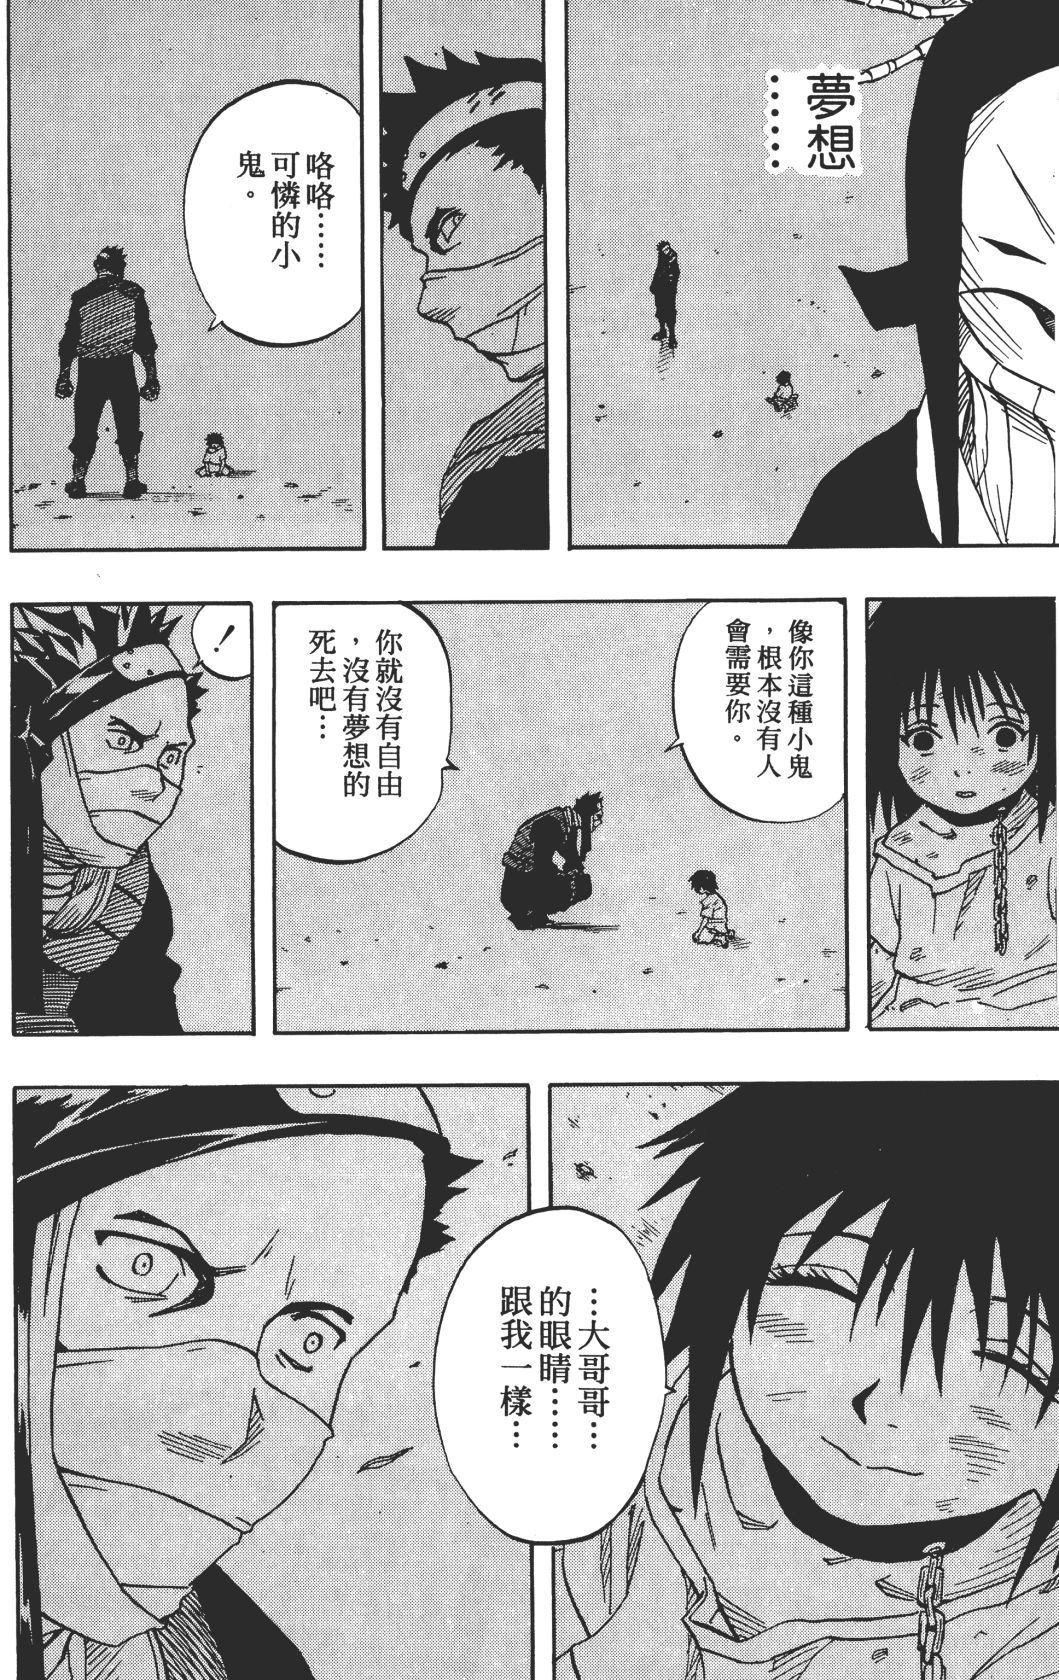 夢想
……
咯咯……
可憐的小
鬼。
像你這種小鬼
，根本沒有人
會需要你。
你就沒有自由
，沒有夢想的
死去吧…
！
…大哥哥…
的眼睛……
跟我一樣…